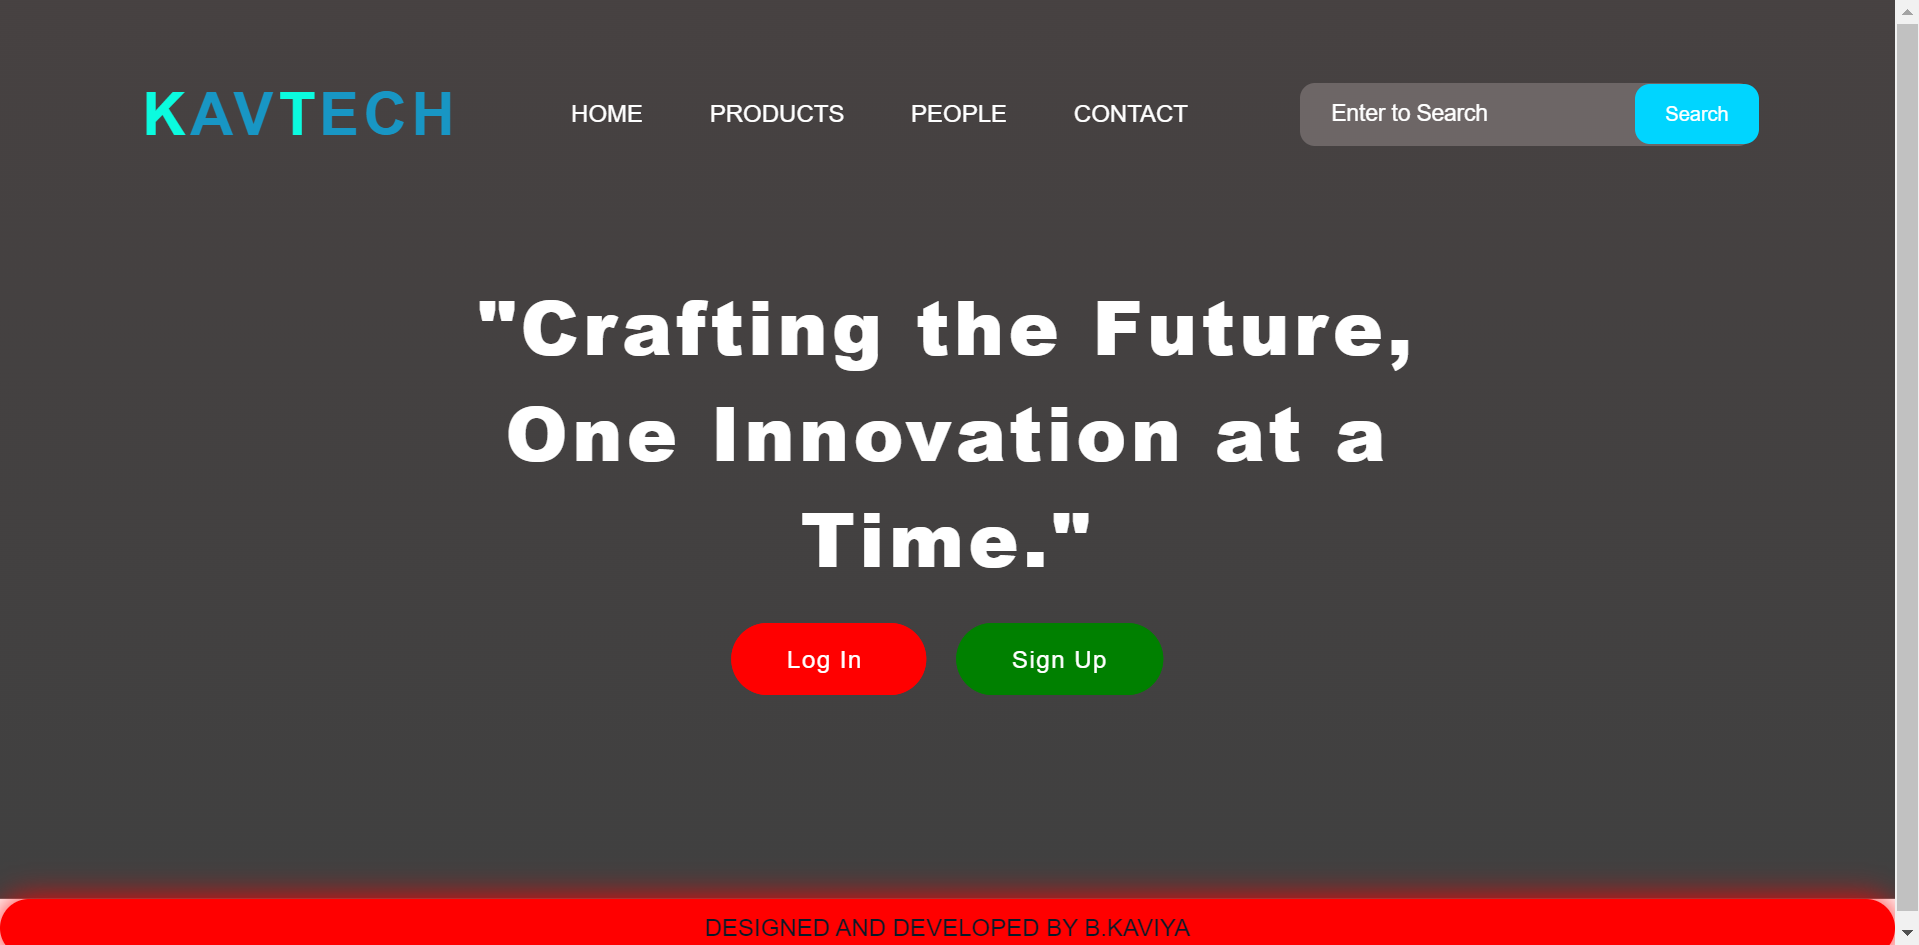 KAVTECH
HOME PRODUCTS PEOPLE CONTACT
Enter to Search
Search
"Crafting the Future,
One Innovation at a
Time."
Log In
Sign Up
DESIGNED AND DEVELOPED BY B.KAVIYA